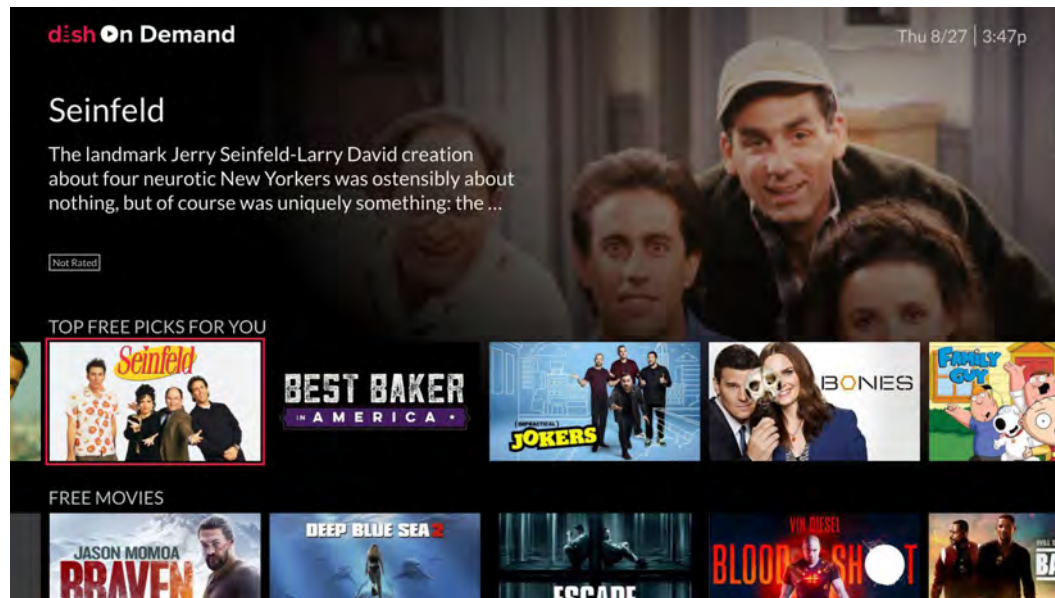 dish On Demand
Thu 8/27 | 3:47p
Seinfeld
The landmark Jerry Seinfeld-Larry David creation
about four neurotic New Yorkers was ostensibly about
nothing, but of course was uniquely something: the ...
Not Rated
TOP FREE PICKS FOR YOU
Seinfeld
BEST BAKER
IN AMERICA
(IMPRACTICAL)
JOKERS
BONES
FAMILY
GUY
FREE MOVIES
JASON MOMOA
BRAVEN
DEEP BLUE SEA 2
ESCAPE
VIN DIESEL
BLOODSHOT
BA